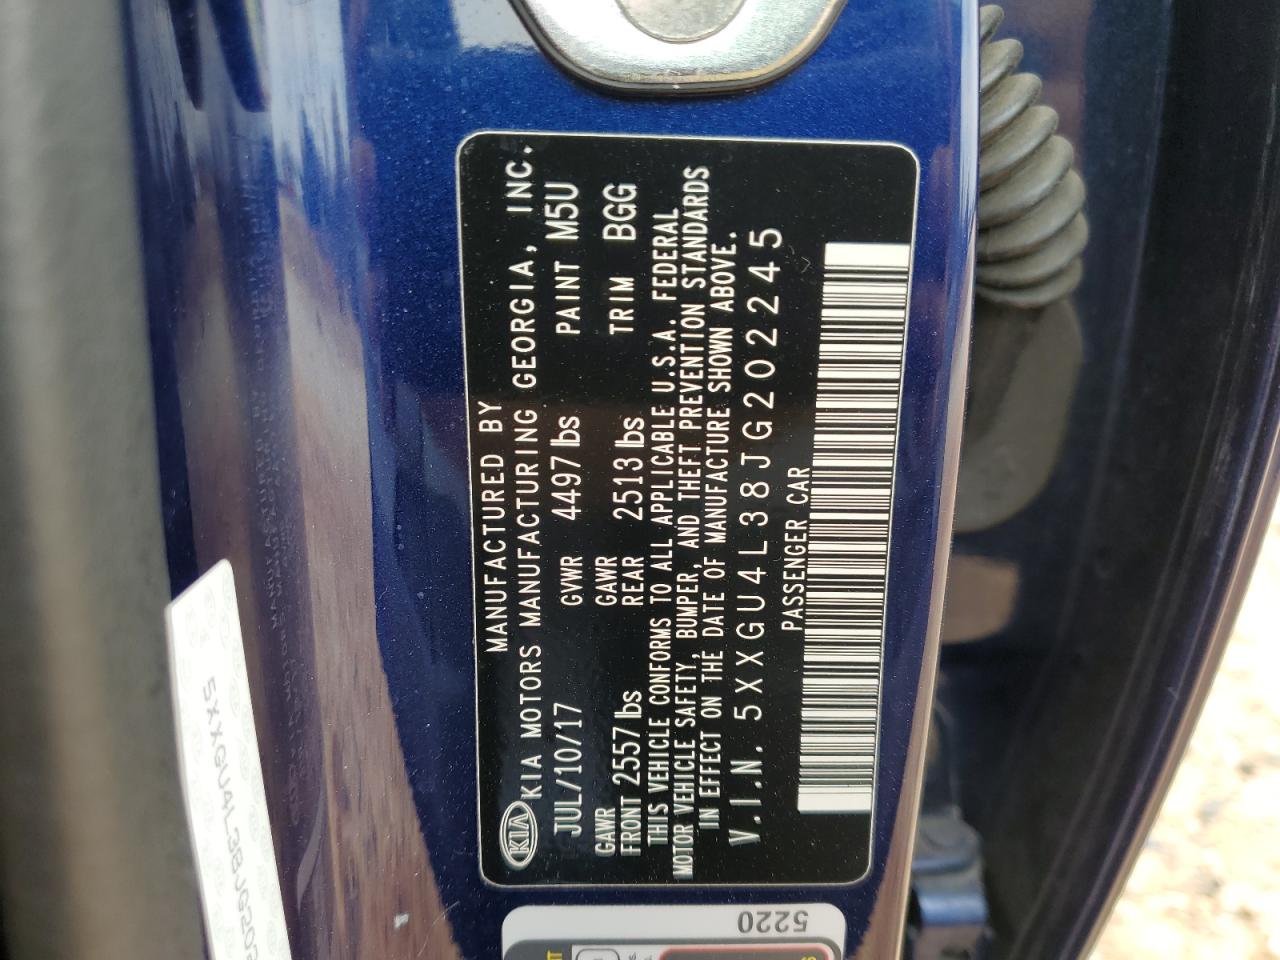 MANUFACTURED BY
KIA KIA MOTORS MANUFACTURING GEORGIA, INC.
JUL/10/17 GVWR 4497 lbs PAINT M5U
GAWR FRONT 2557 lbs GAWR REAR 2513 lbs TRIM BGG
THIS VEHICLE CONFORMS TO ALL APPLICABLE U.S.A. FEDERAL
MOTOR VEHICLE SAFETY, BUMPER, AND THEFT PREVENTION STANDARDS
IN EFFECT ON THE DATE OF MANUFACTURE SHOWN ABOVE.
V.I.N. 5XXGU4L38JG202245
PASSENGER CAR
5220
5XXGU4L38JG202